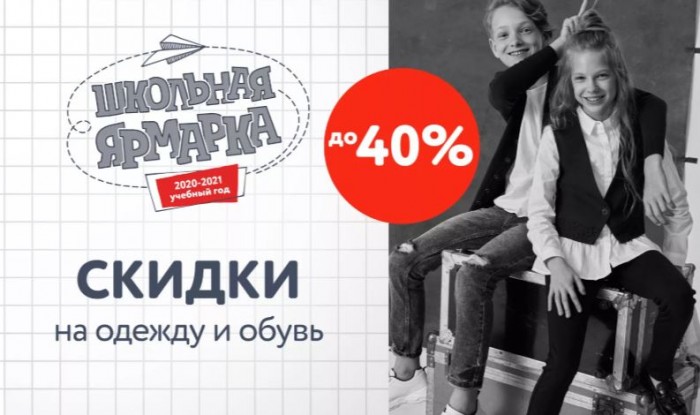 ШКОЛЬНАЯ
ЯРМАРКА
2020-2021
учебный год
до 40%
СКИДКИ
на одежду и обувь